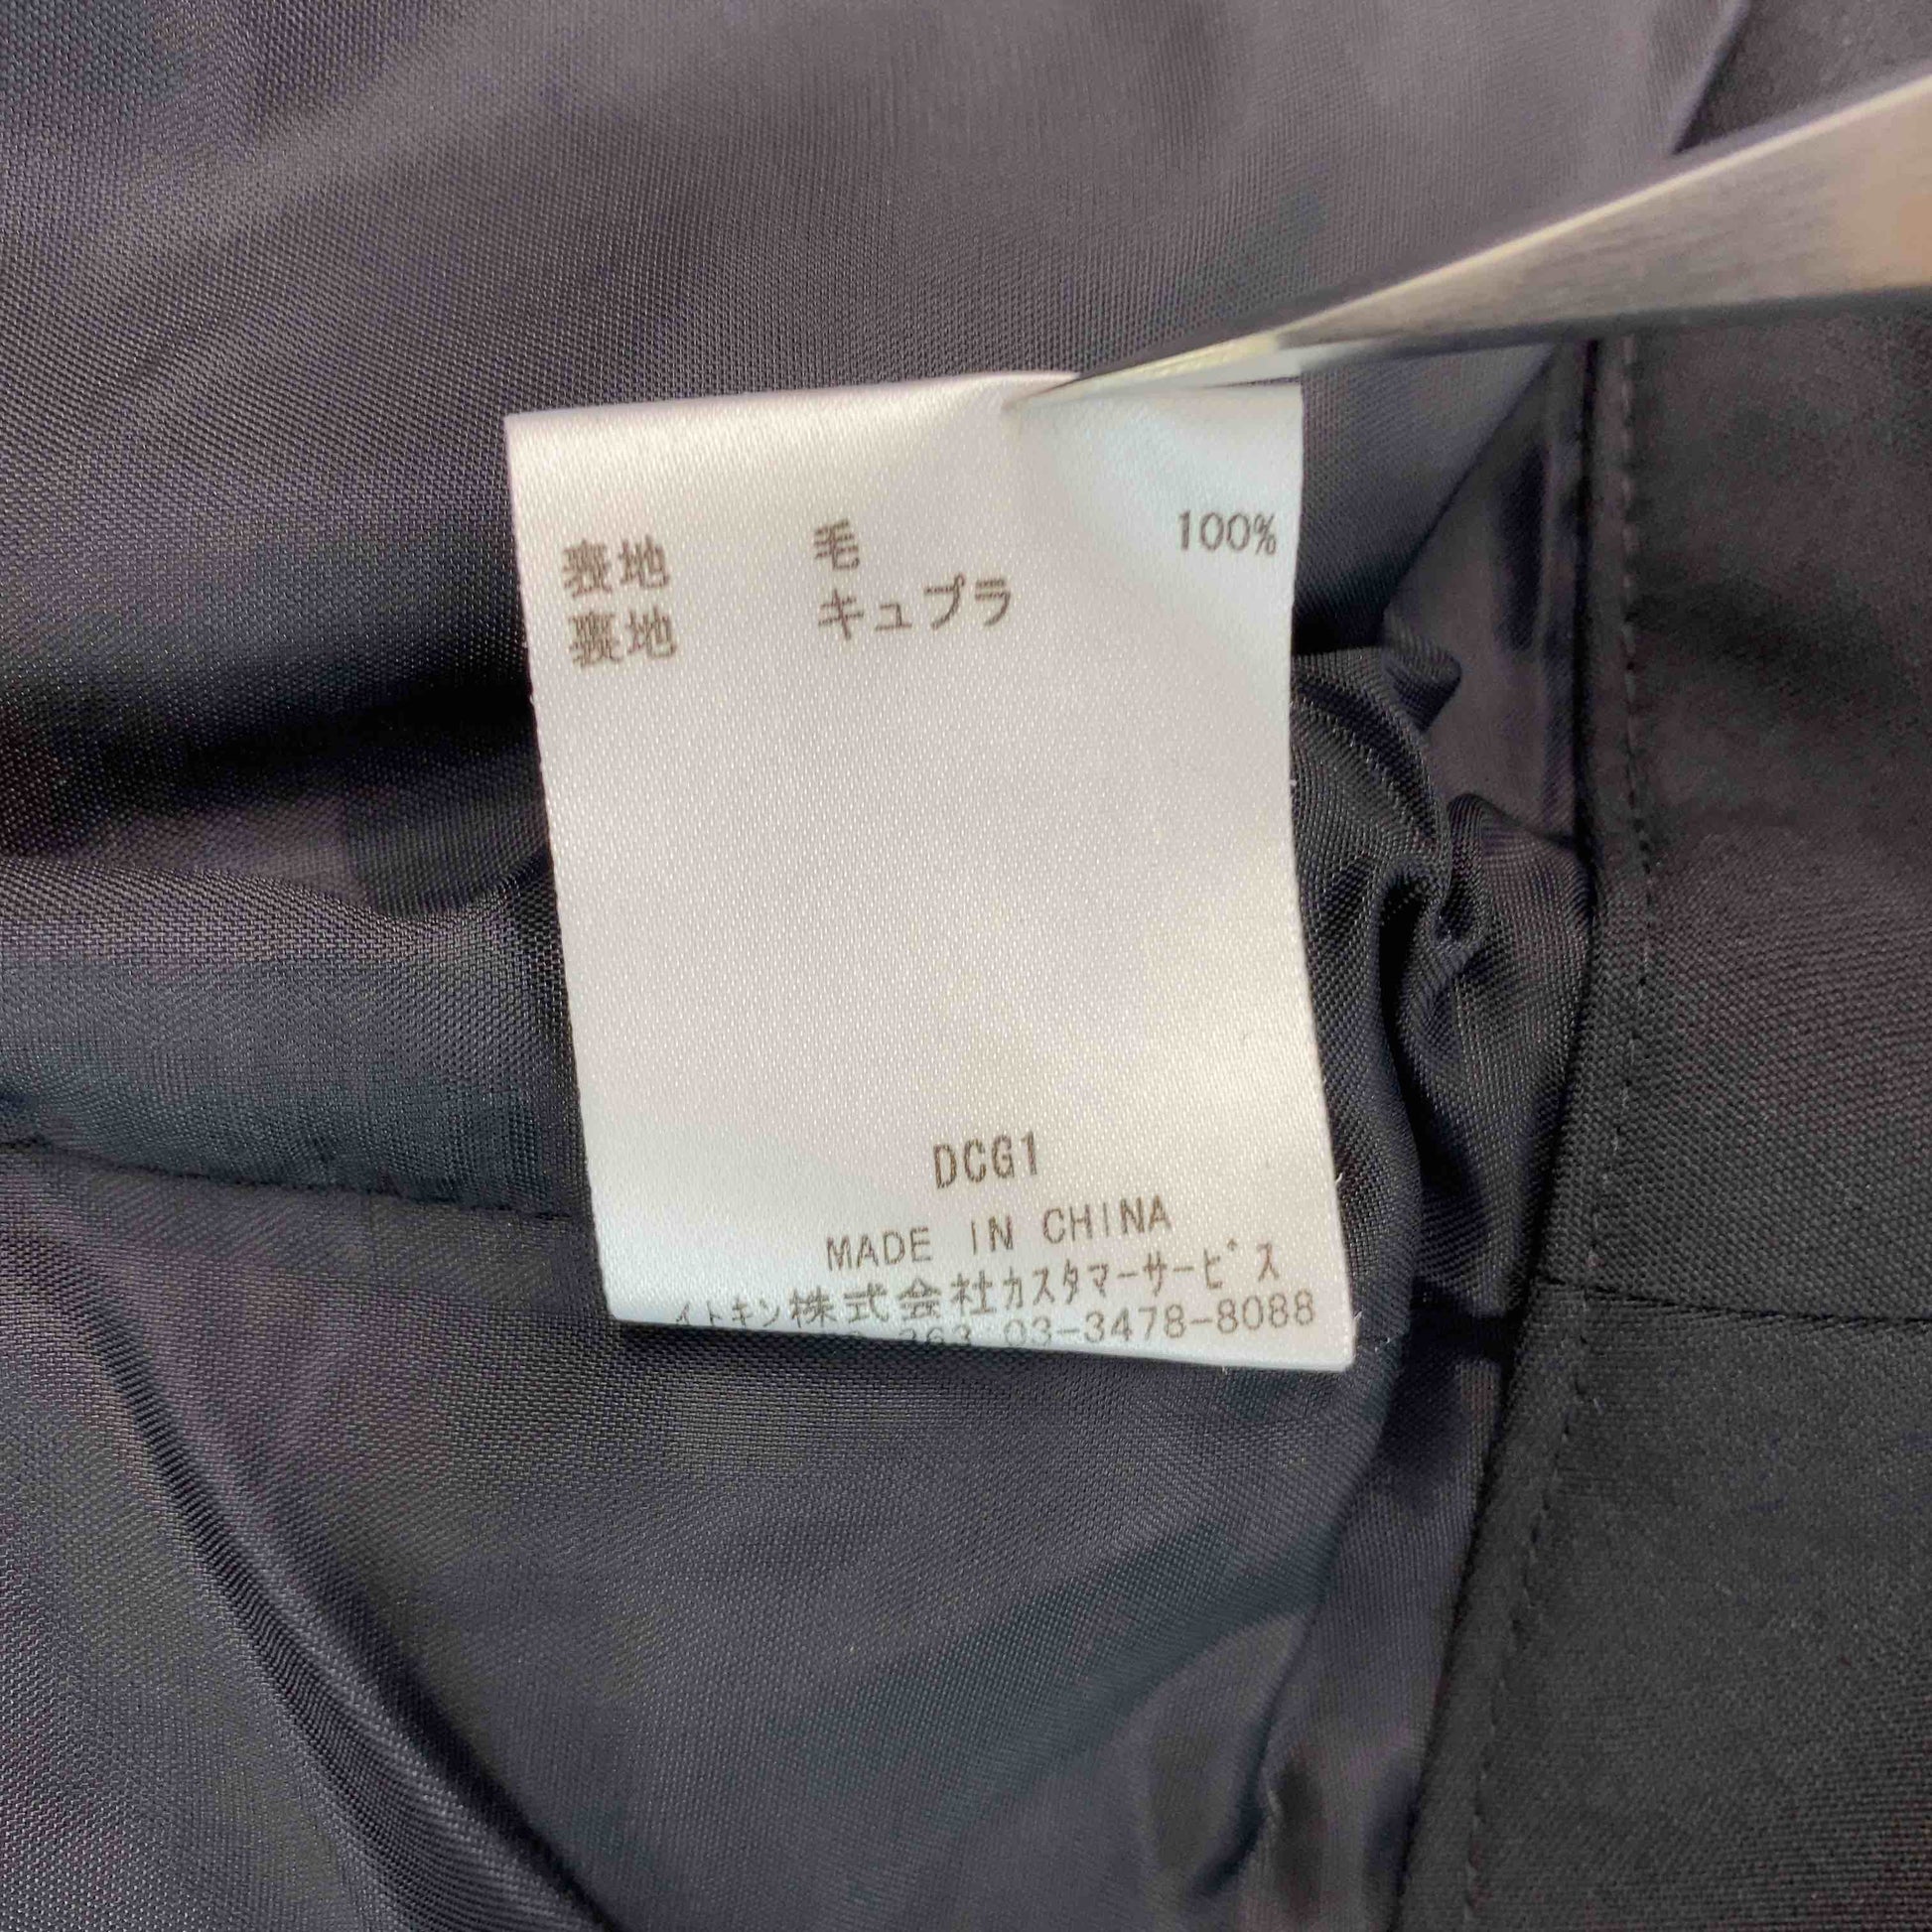 表地 毛 100%
裏地 キュプラ
DCG1
MADE IN CHINA
イトキン株式会社カスタマーサービス
03-3478-8088